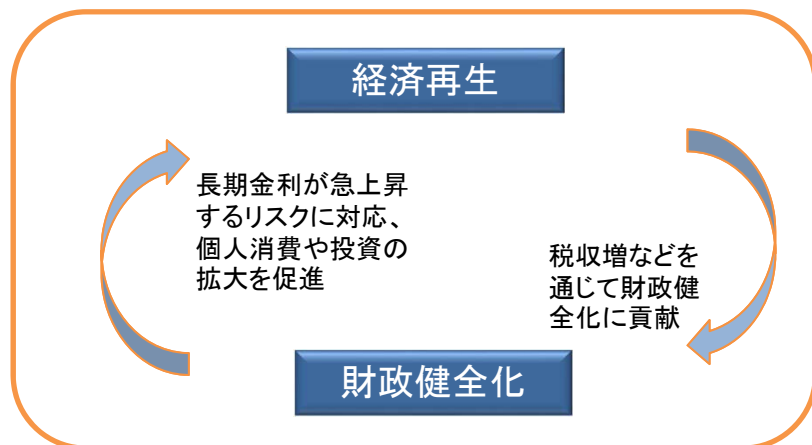 経済再生
長期金利が急上昇
するリスクに対応、
個人消費や投資の
拡大を促進
税収増などを
通じて財政健
全化に貢献
財政健全化